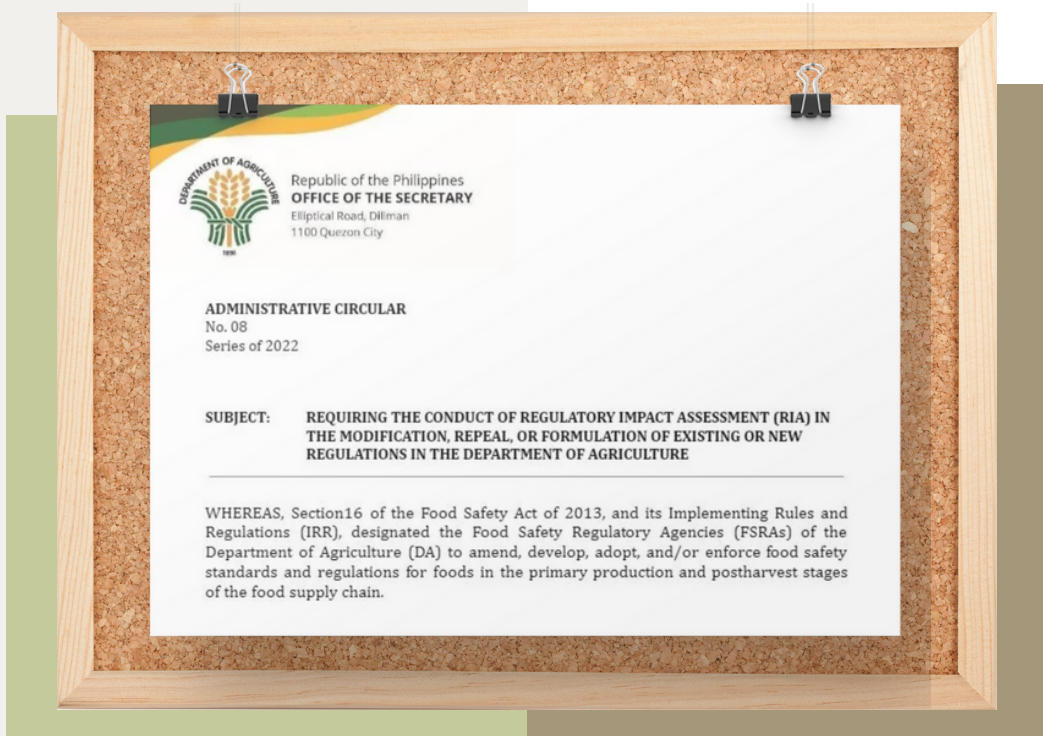 DEPARTMENT OF AGRICULTURE
1898
Republic of the Philippines
OFFICE OF THE SECRETARY
Elliptical Road, Diliman
1100 Quezon City
ADMINISTRATIVE CIRCULAR
No. 08
Series of 2022
SUBJECT: REQUIRING THE CONDUCT OF REGULATORY IMPACT ASSESSMENT (RIA) IN
THE MODIFICATION, REPEAL, OR FORMULATION OF EXISTING OR NEW
REGULATIONS IN THE DEPARTMENT OF AGRICULTURE
WHEREAS, Section16 of the Food Safety Act of 2013, and its Implementing Rules and
Regulations (IRR), designated the Food Safety Regulatory Agencies (FSRAs) of the
Department of Agriculture (DA) to amend, develop, adopt, and/or enforce food safety
standards and regulations for foods in the primary production and postharvest stages
of the food supply chain.